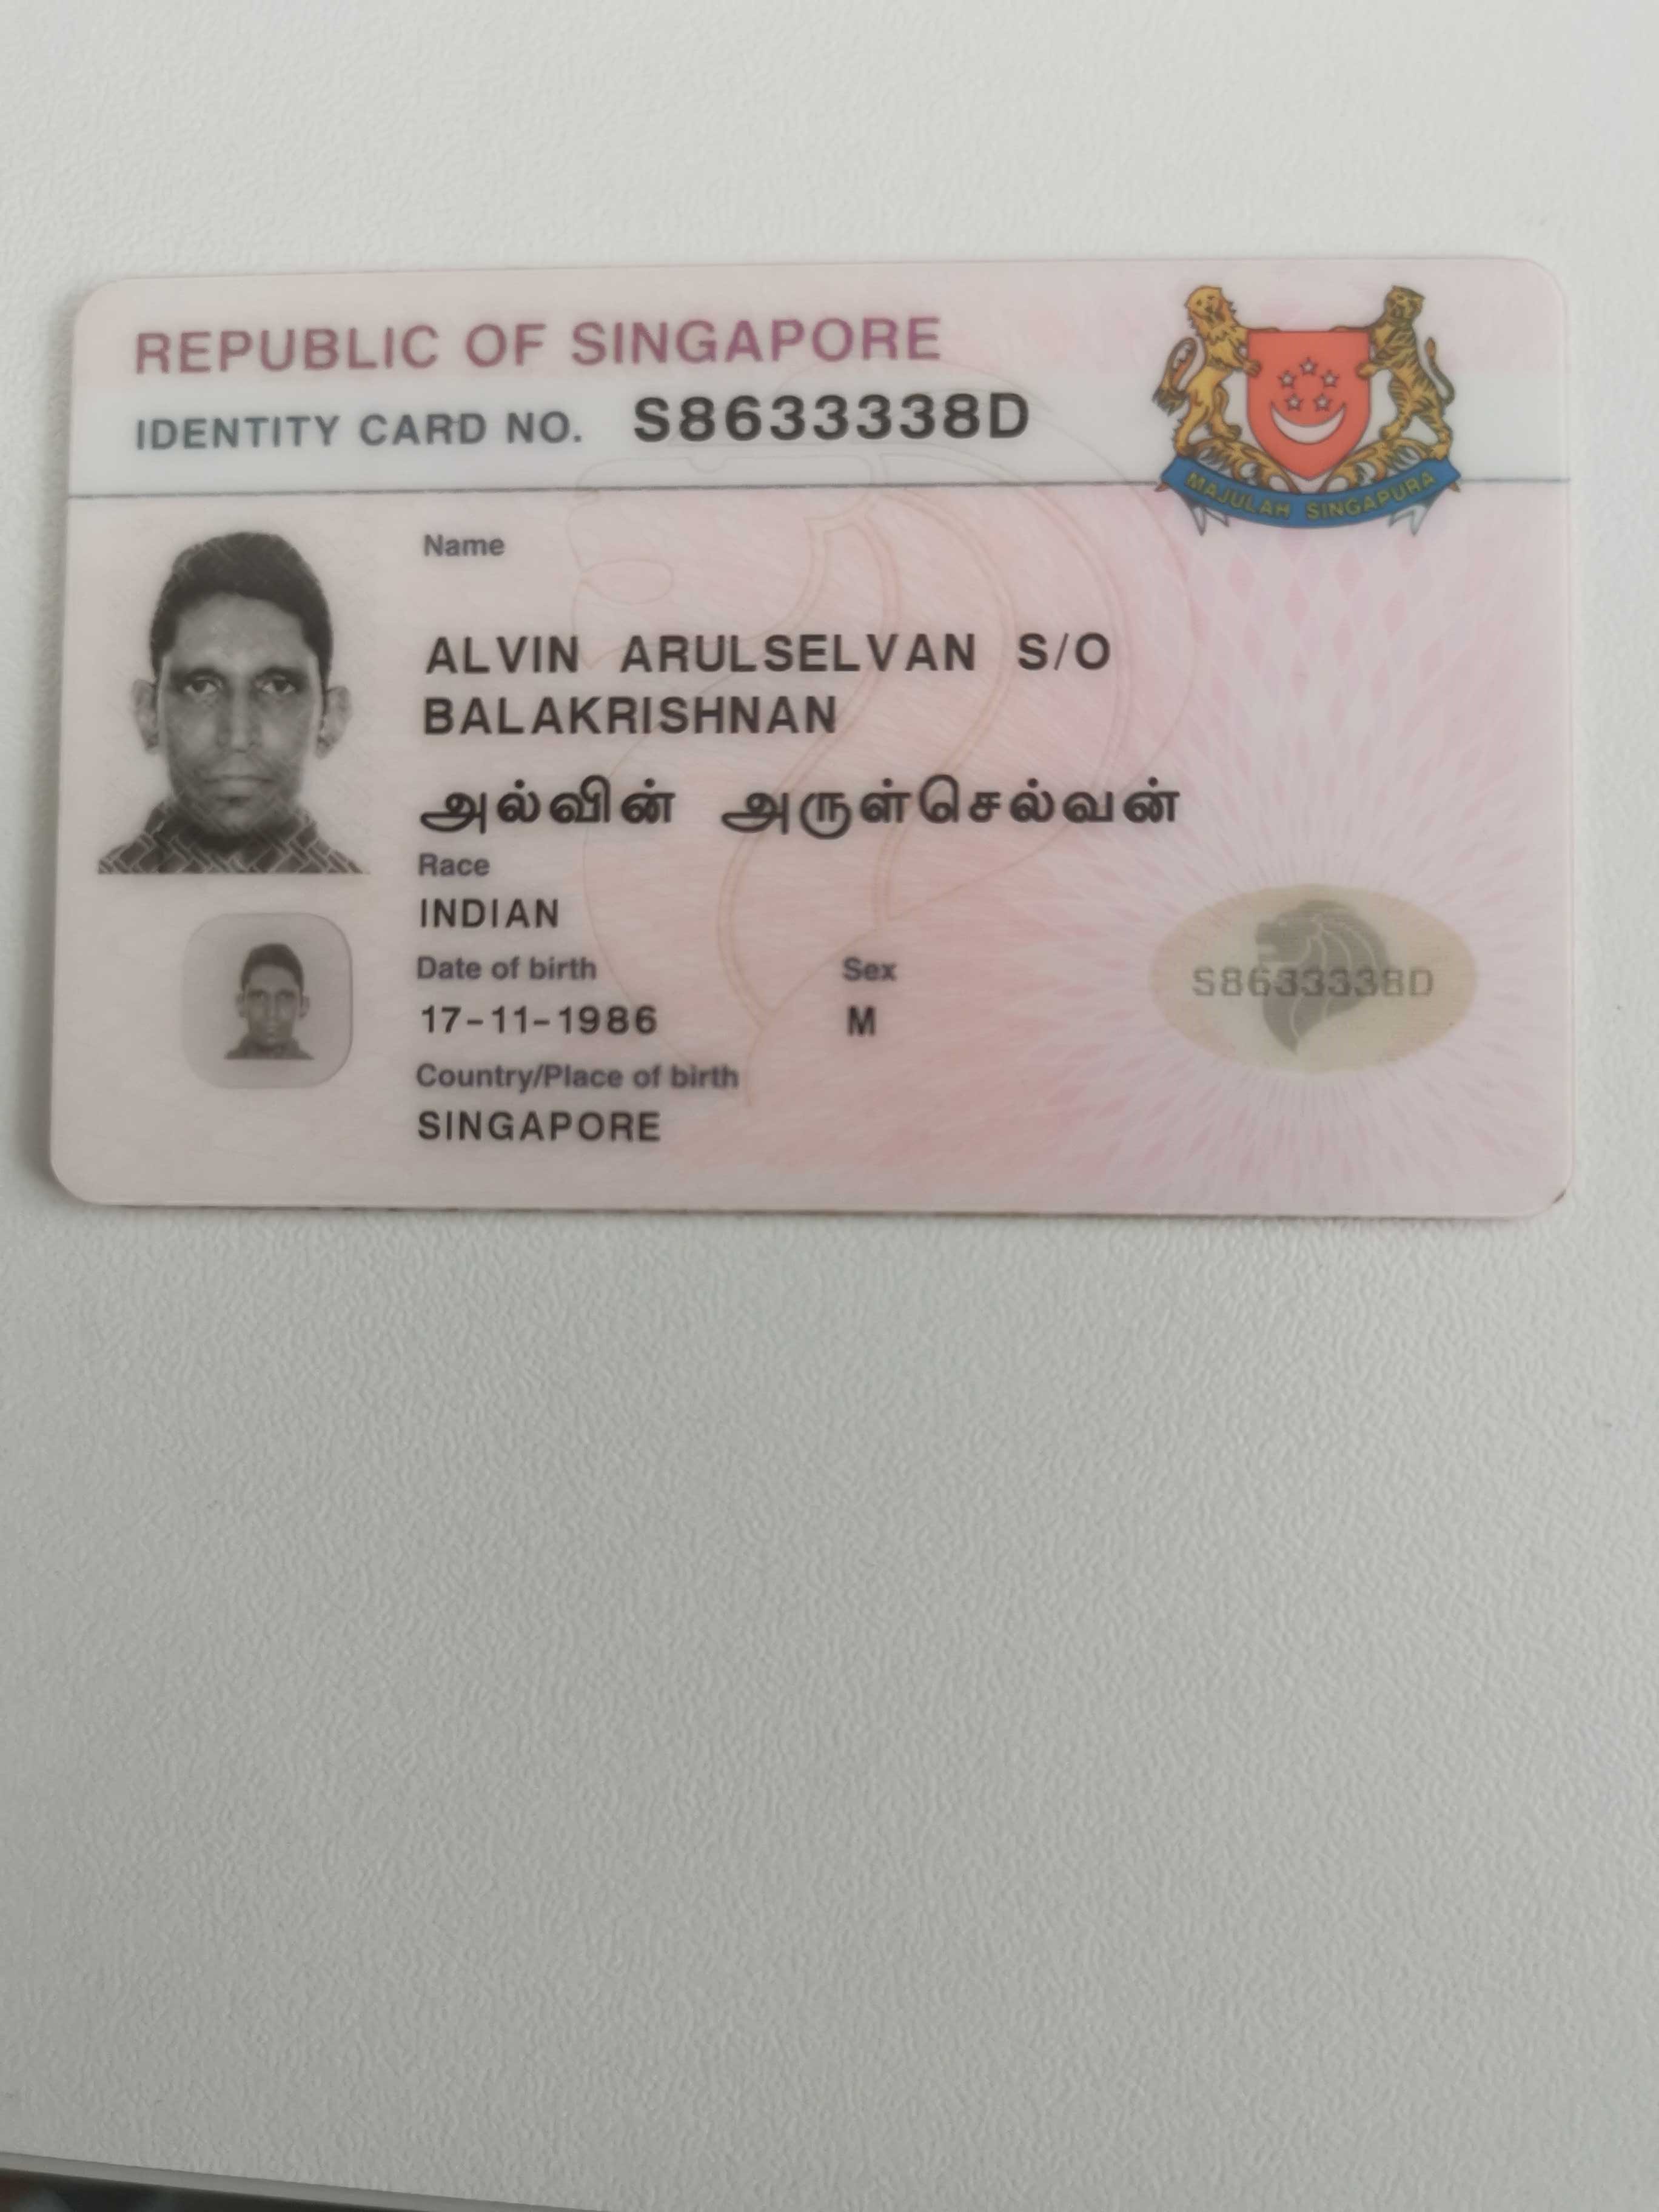 REPUBLIC OF SINGAPORE
IDENTITY CARD NO. S8633338D
MAJULAH SINGAPURA
Name
ALVIN ARULSELVAN S/O
BALAKRISHNAN
அல்வின் அருள்செல்வன்
Race
INDIAN
Date of birth Sex
17-11-1986 M
S8633338D
Country/Place of birth
SINGAPORE